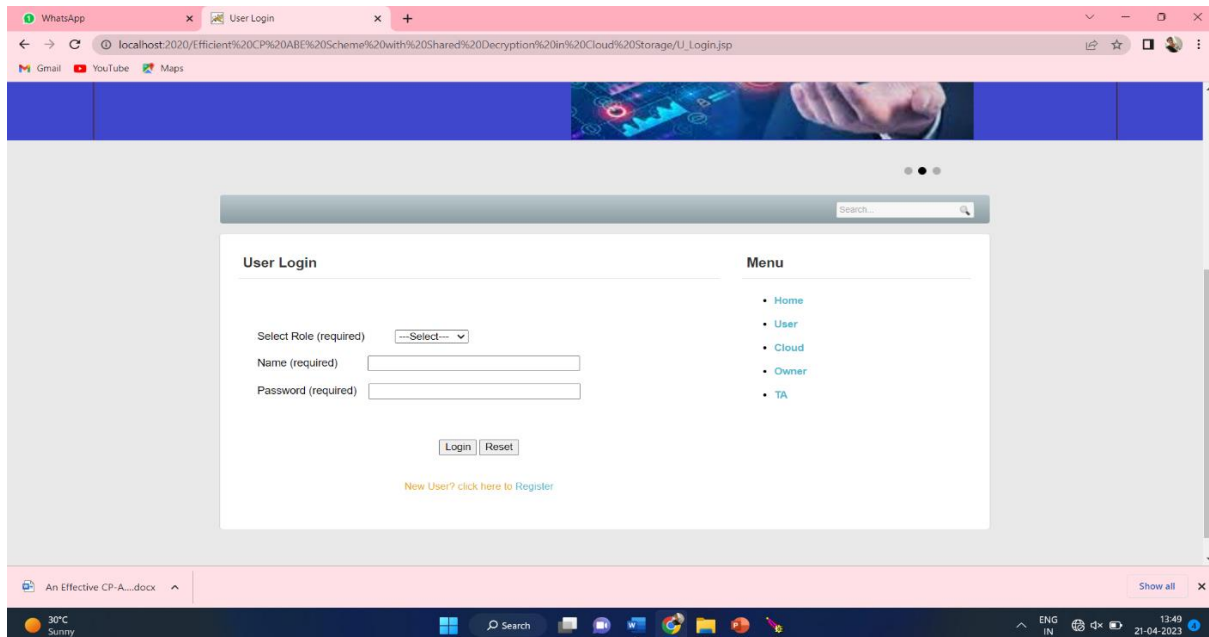 WhatsApp
User Login
localhost:2020/Efficient%20CP%20ABE%20Scheme%20with%20Shared%20Decryption%20in%20Cloud%20Storage/U_Login.jsp
Gmail YouTube Maps
Search...
User Login
Select Role (required) ---Select---
Name (required)
Password (required)
Login Reset
New User? click here to Register
Menu
Home
User
Cloud
Owner
TA
An Effective CP-A....docx
Show all
30°C
Sunny
Search
ENG
IN
13:49
21-04-2023
4